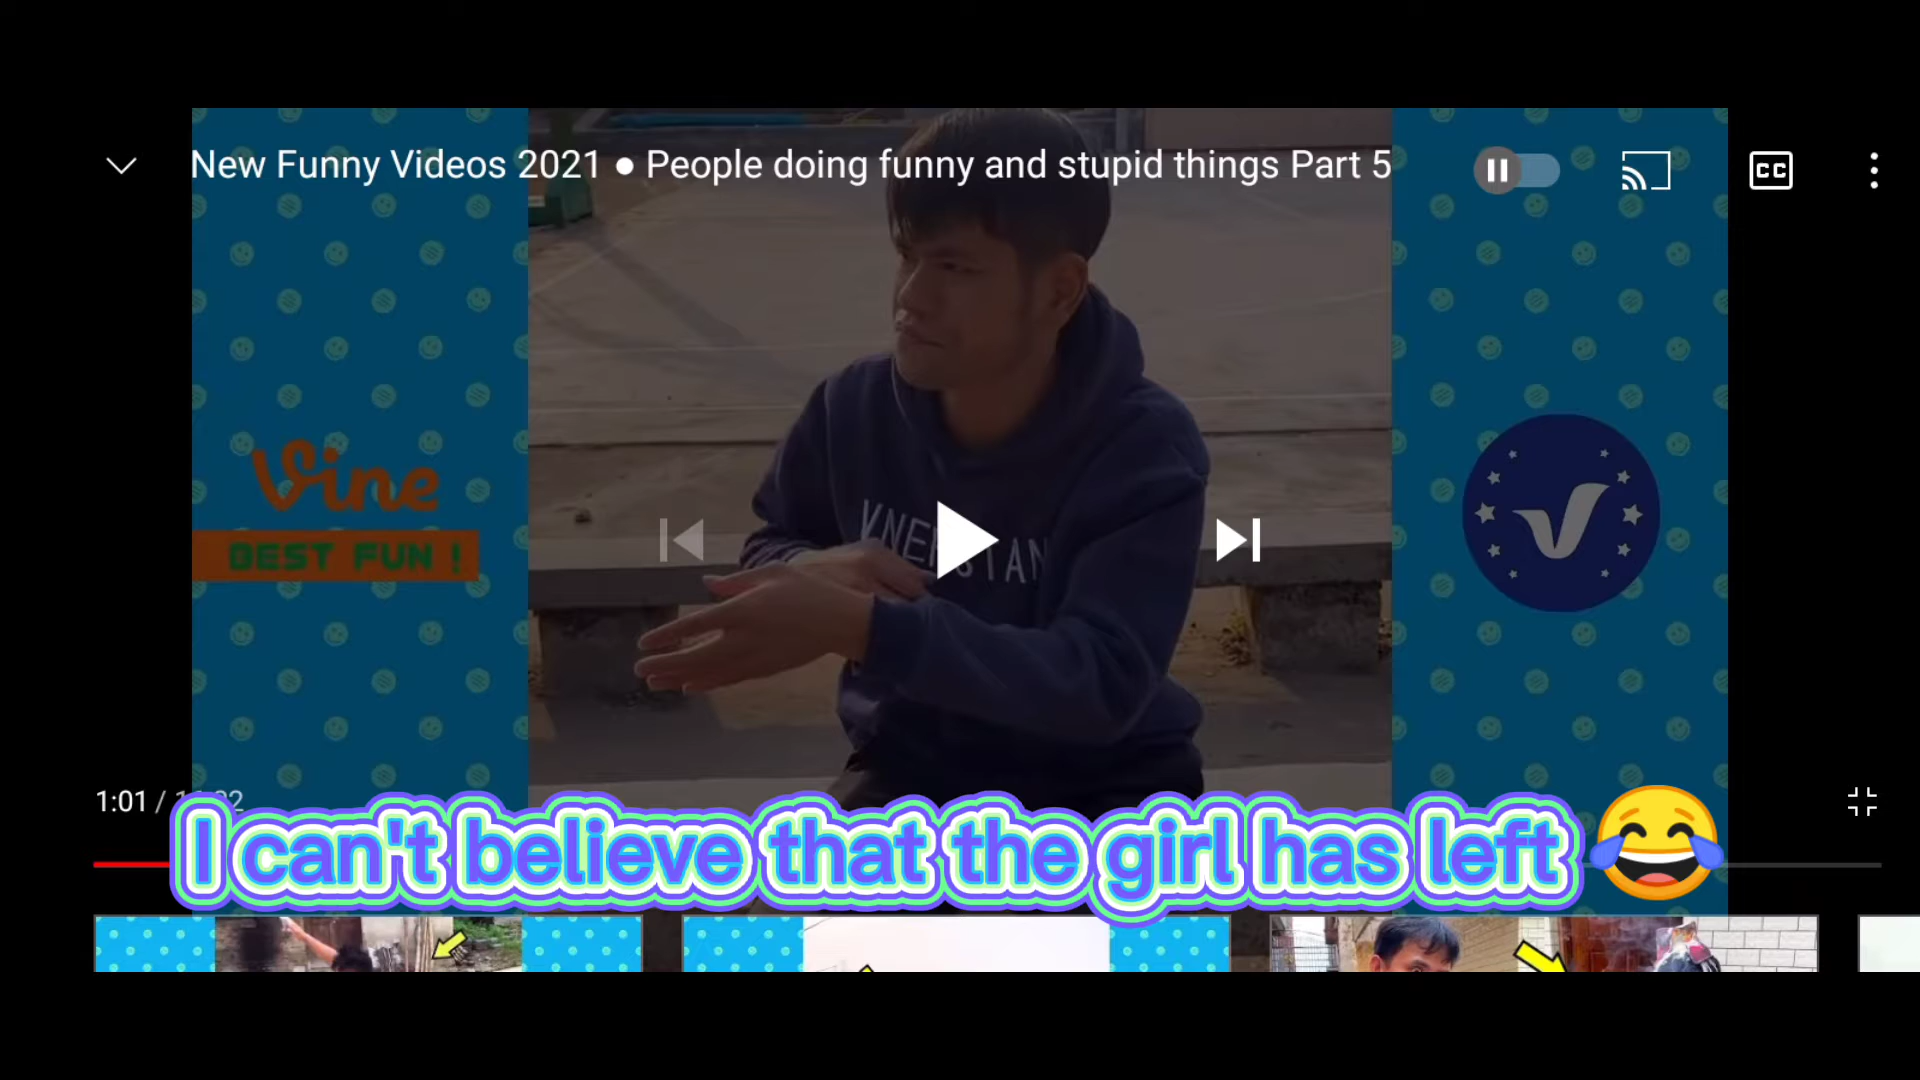 New Funny Videos 2021 ● People doing funny and stupid things Part 5
CC
Vine
BEST FUN !
V
1:01 /
I can't believe that the girl has left 😂